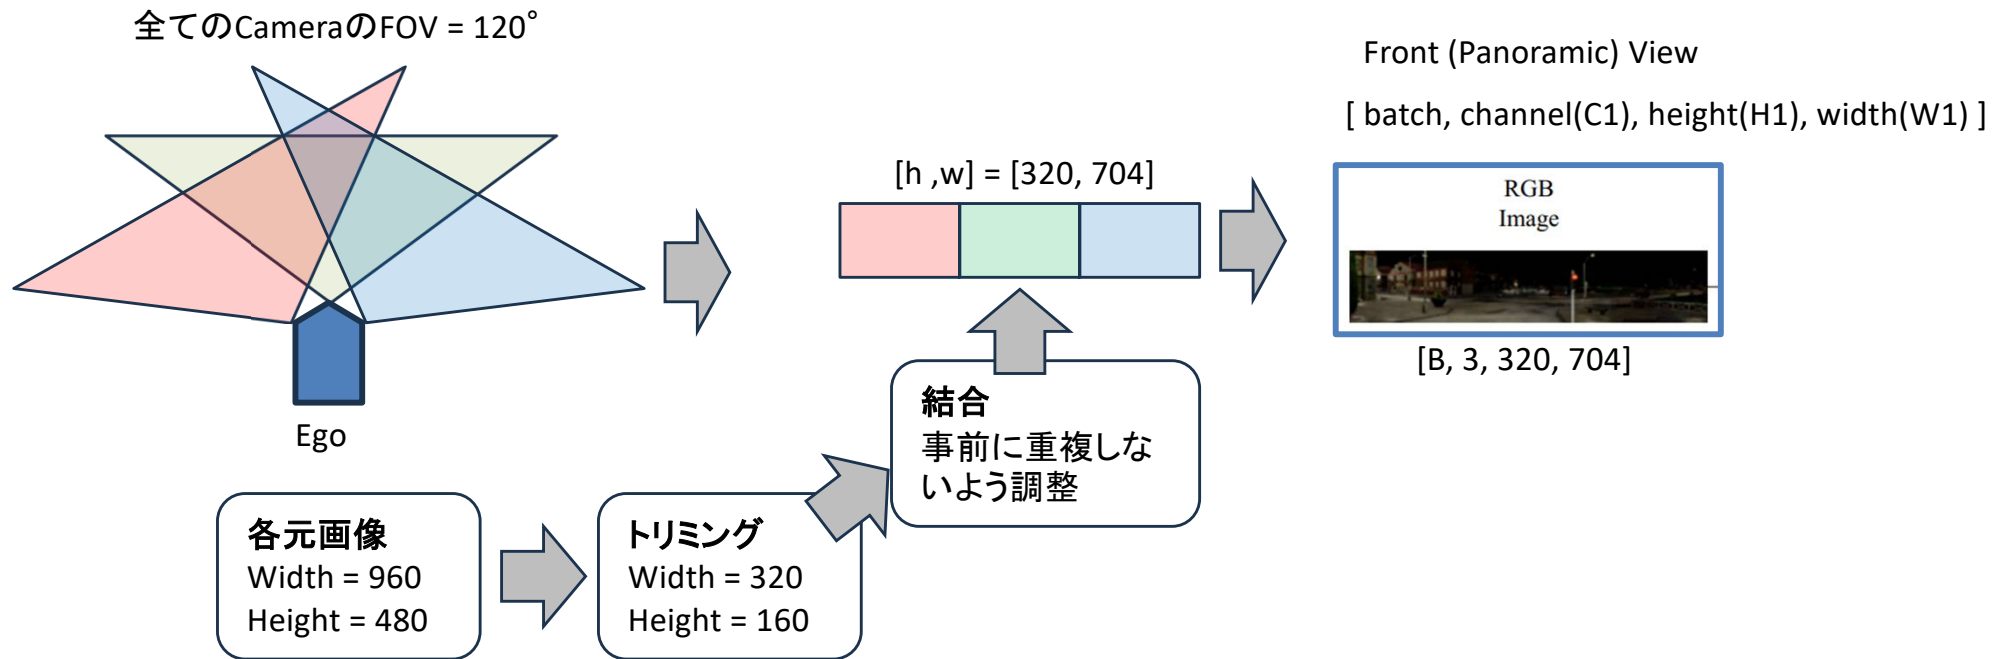 全てのCameraのFOV = 120°
Ego
各元画像
Width = 960
Height = 480
トリミング
Width = 320
Height = 160
結合
事前に重複しな
いよう調整
[h ,w] = [320, 704]
Front (Panoramic) View
[ batch, channel(C1), height(H1), width(W1) ]
RGB
Image
[B, 3, 320, 704]